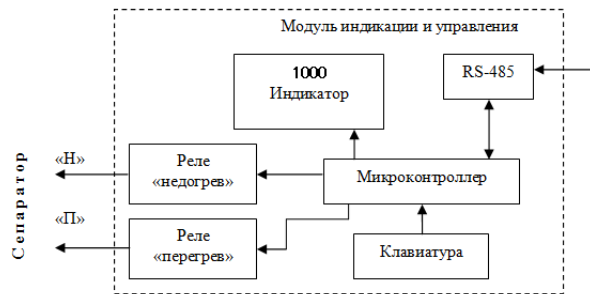 Модуль индикации и управления
1000
Индикатор
RS-485
Сепаратор
«Н»
Реле
«недогрев»
Микроконтроллер
«П»
Реле
«перегрев»
Клавиатура